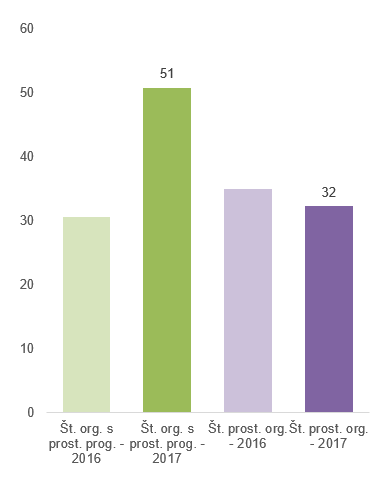 60
51
50
40
32
30
20
10
0
Št. org. s
prost. prog. -
2016
Št. org. s
prost. prog. -
2017
Št. prost. org.
- 2016
Št. prost. org.
- 2017